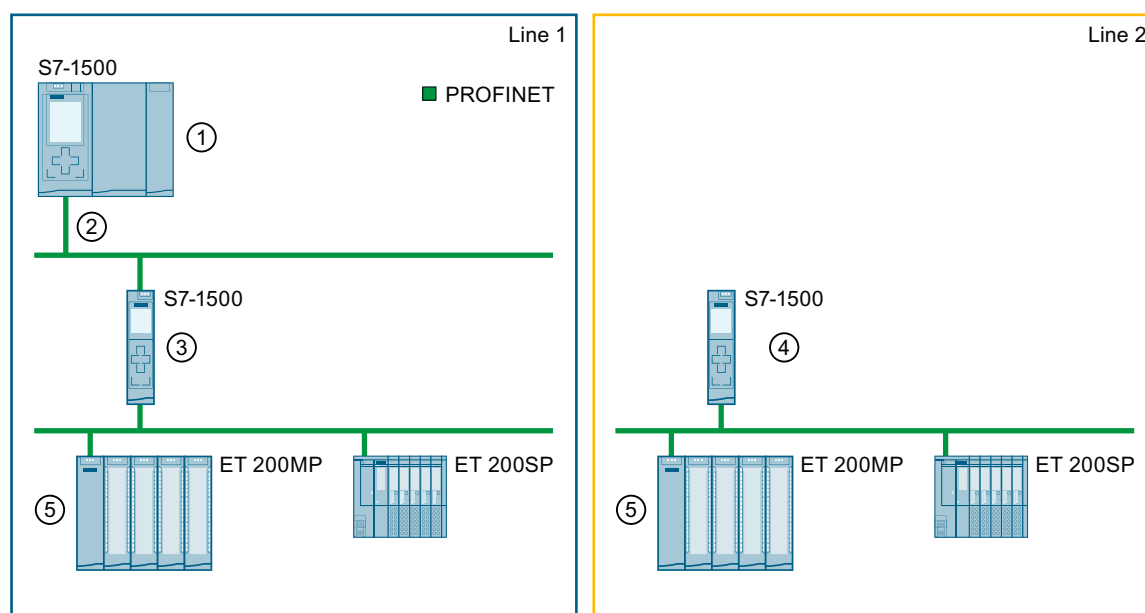 Line 1
S7-1500
PROFINET
1
2
S7-1500
3
ET 200MP
ET 200SP
5
Line 2
S7-1500
4
ET 200MP
ET 200SP
5